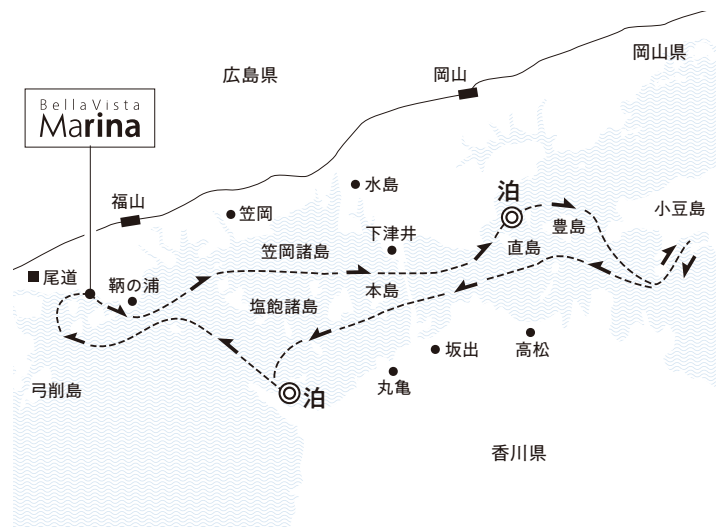 広島県
岡山県
岡山
BellaVista
Marina
水島
泊
福山
笠岡
小豆島
豊島
下津井
直島
笠岡諸島
尾道
鞆の浦
本島
塩飽諸島
高松
坂出
弓削島
丸亀
泊
香川県